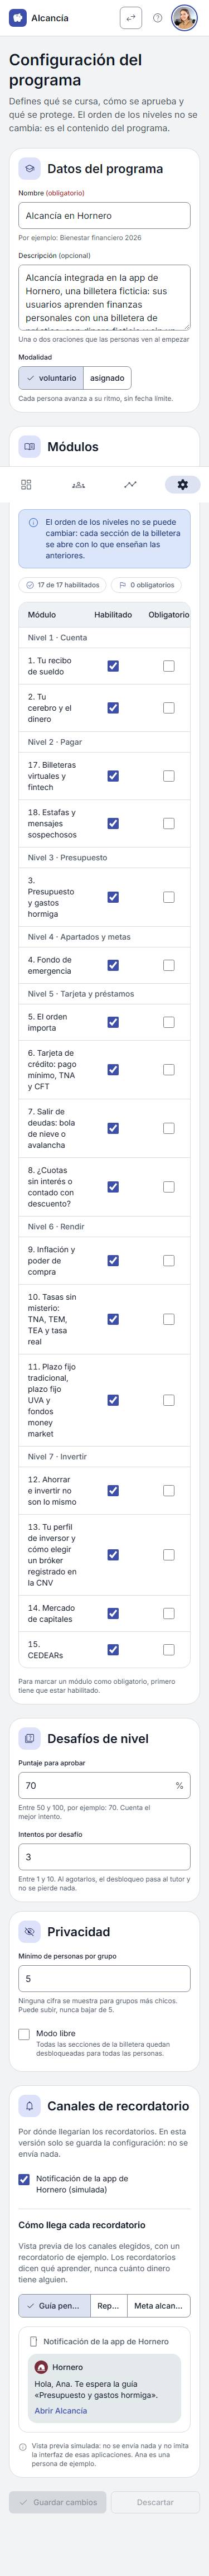 Alcancía
Configuración del
programa
Defines qué se cursa, cómo se aprueba y
qué se protege. El orden de los niveles no se
cambia: es el contenido del programa.
Datos del programa
Nombre (obligatorio)
Alcancía en Hornero
Por ejemplo: Bienestar financiero 2026
Descripción (opcional)
Alcancía integrada en la app de
Hornero, una billetera ficticia: sus
usuarios aprenden finanzas
personales con una billetera de
Una o dos oraciones que las personas ven al empezar
Modalidad
voluntario
asignado
Cada persona avanza a su ritmo, sin fecha límite.
Módulos
El orden de los niveles no se puede
cambiar: cada sección de la billetera
se abre con lo que enseñan las
anteriores.
17 de 17 habilitados
0 obligatorios
Módulo Habilitado Obligatorio
Nivel 1 · Cuenta
1. Tu recibo
de sueldo
2. Tu
cerebro y el
dinero
Nivel 2 · Pagar
17. Billeteras
virtuales y
fintech
18. Estafas y
mensajes
sospechosos
Nivel 3 · Presupuesto
3.
Presupuesto
y gastos
hormiga
Nivel 4 · Apartados y metas
4. Fondo de
emergencia
Nivel 5 · Tarjeta y préstamos
5. El orden
importa
6. Tarjeta de
crédito: pago
mínimo, TNA
y CFT
7. Salir de
deudas: bola
de nieve o
avalancha
8. ¿Cuotas
sin interés o
contado con
descuento?
Nivel 6 · Rendir
9. Inflación y
poder de
compra
10. Tasas sin
misterio:
TNA, TEM,
TEA y tasa
real
11. Plazo fijo
tradicional,
plazo fijo
UVA y
fondos
money
market
Nivel 7 · Invertir
12. Ahorrar
e invertir no
son lo mismo
13. Tu perfil
de inversor y
cómo elegir
un bróker
registrado en
la CNV
14. Mercado
de capitales
15.
CEDEARs
Para marcar un módulo como obligatorio, primero
tiene que estar habilitado.
Desafíos de nivel
Puntaje para aprobar
70 %
Entre 50 y 100, por ejemplo: 70. Cuenta el
mejor intento.
Intentos por desafío
3
Entre 1 y 10. Al agotarlos, el desbloqueo pasa al tutor y
no se pierde nada.
Privacidad
Mínimo de personas por grupo
5
Ninguna cifra se muestra para grupos más chicos.
Puede subir, nunca bajar de 5.
Modo libre
Todas las secciones de la billetera quedan
desbloqueadas para todas las personas.
Canales de recordatorio
Por dónde llegarían los recordatorios. En esta
versión solo se guarda la configuración: no se
envía nada.
Notificación de la app de
Hornero (simulada)
Cómo llega cada recordatorio
Vista previa de los canales elegidos, con un
recordatorio de ejemplo. Los recordatorios
dicen qué aprender, nunca cuánto dinero
tiene alguien.
Guía pen...
Rep...
Meta alcan...
Notificación de la app de Hornero
Hornero
Hola, Ana. Te espera la guía
«Presupuesto y gastos hormiga».
Abrir Alcancía
Vista previa simulada: no se envía nada y no imita
la interfaz de esas aplicaciones. Ana es una
persona de ejemplo.
Guardar cambios
Descartar